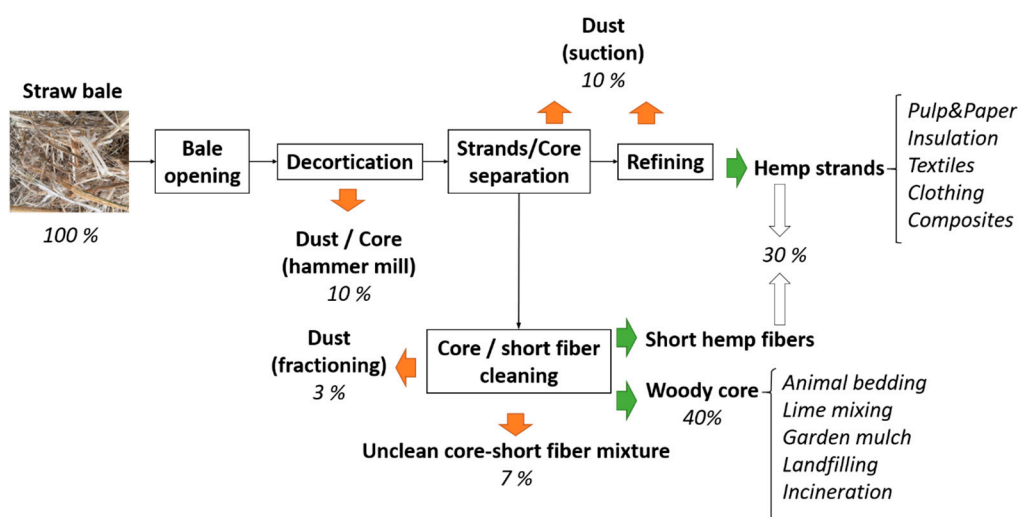 Dust
(suction)
10 %
Straw bale
100 %
Bale
opening
Decortication
Strands/Core
separation
Refining
Hemp strands
Pulp&Paper
Insulation
Textiles
Clothing
Composites
Dust / Core
(hammer mill)
10 %
30 %
Dust
(fractioning)
3 %
Core / short fiber
cleaning
Short hemp fibers
Woody core
40%
Animal bedding
Lime mixing
Garden mulch
Landfilling
Incineration
Unclean core-short fiber mixture
7 %